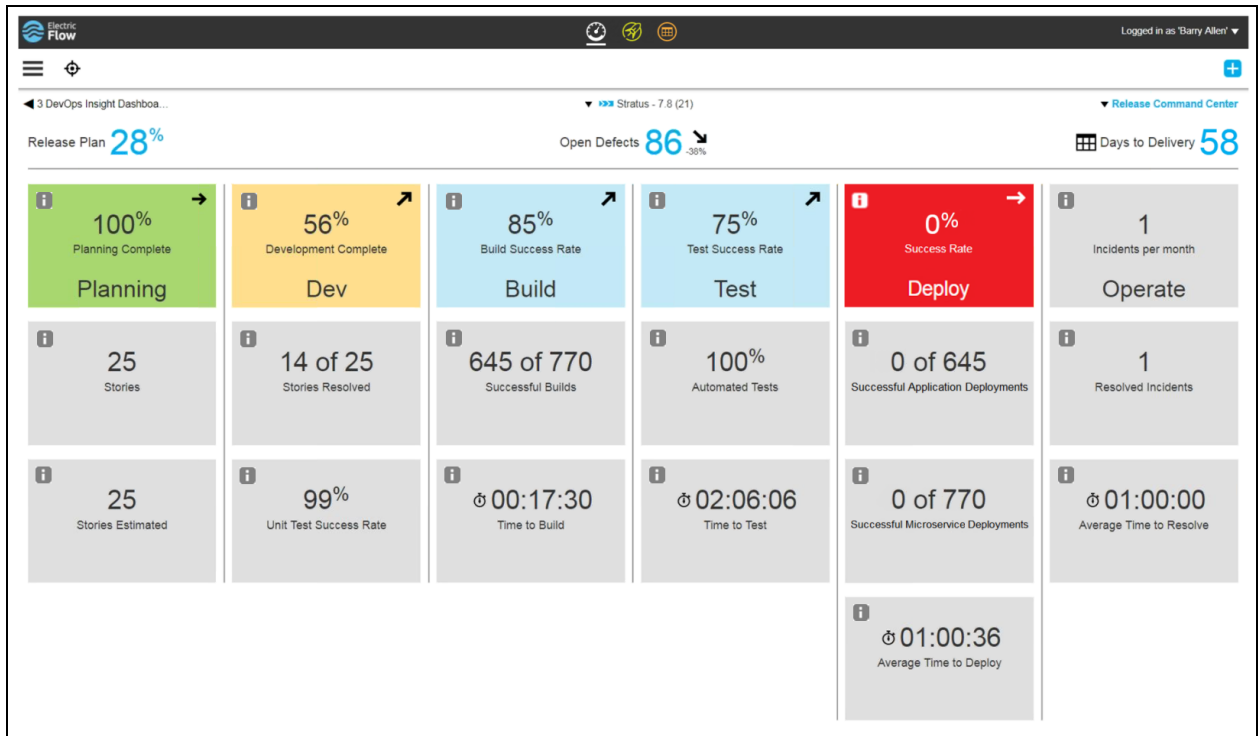 Electric
Flow
Logged in as 'Barry Allen'
3 DevOps Insight Dashboa...
Stratus - 7.8 (21)
Release Command Center
Release Plan 28%
Open Defects 86 -38%
Days to Delivery 58
100%
Planning Complete
Planning
56%
Development Complete
Dev
85%
Build Success Rate
Build
75%
Test Success Rate
Test
0%
Success Rate
Deploy
1
Incidents per month
Operate
25
Stories
14 of 25
Stories Resolved
645 of 770
Successful Builds
100%
Automated Tests
0 of 645
Successful Application Deployments
1
Resolved Incidents
25
Stories Estimated
99%
Unit Test Success Rate
00:17:30
Time to Build
02:06:06
Time to Test
0 of 770
Successful Microservice Deployments
01:00:00
Average Time to Resolve
01:00:36
Average Time to Deploy